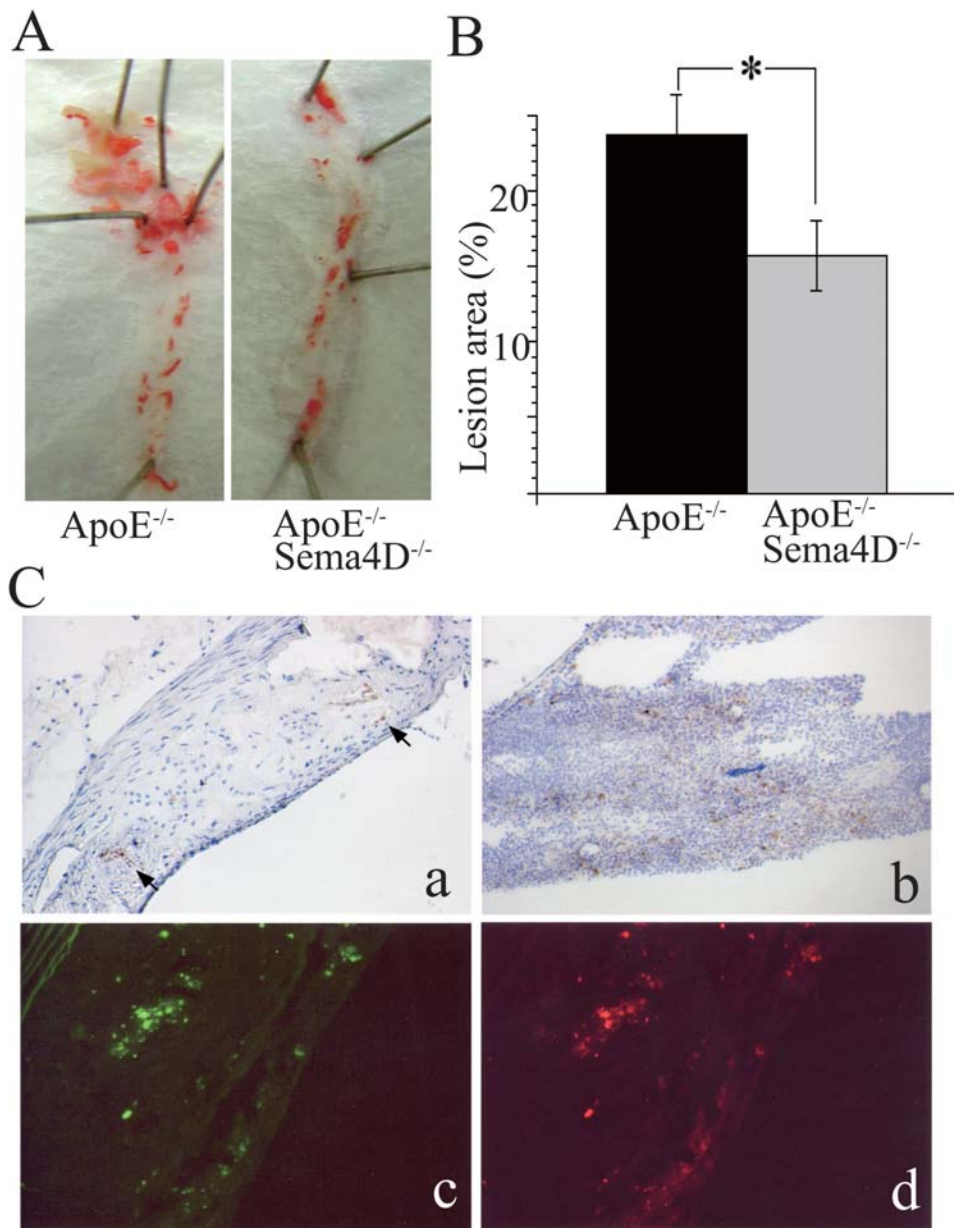 A
ApoE-/-
ApoE-/-
Sema4D-/-
B
*
Lesion area (%)
20
10
ApoE-/-
ApoE-/-
Sema4D-/-
C
a
b
c
d